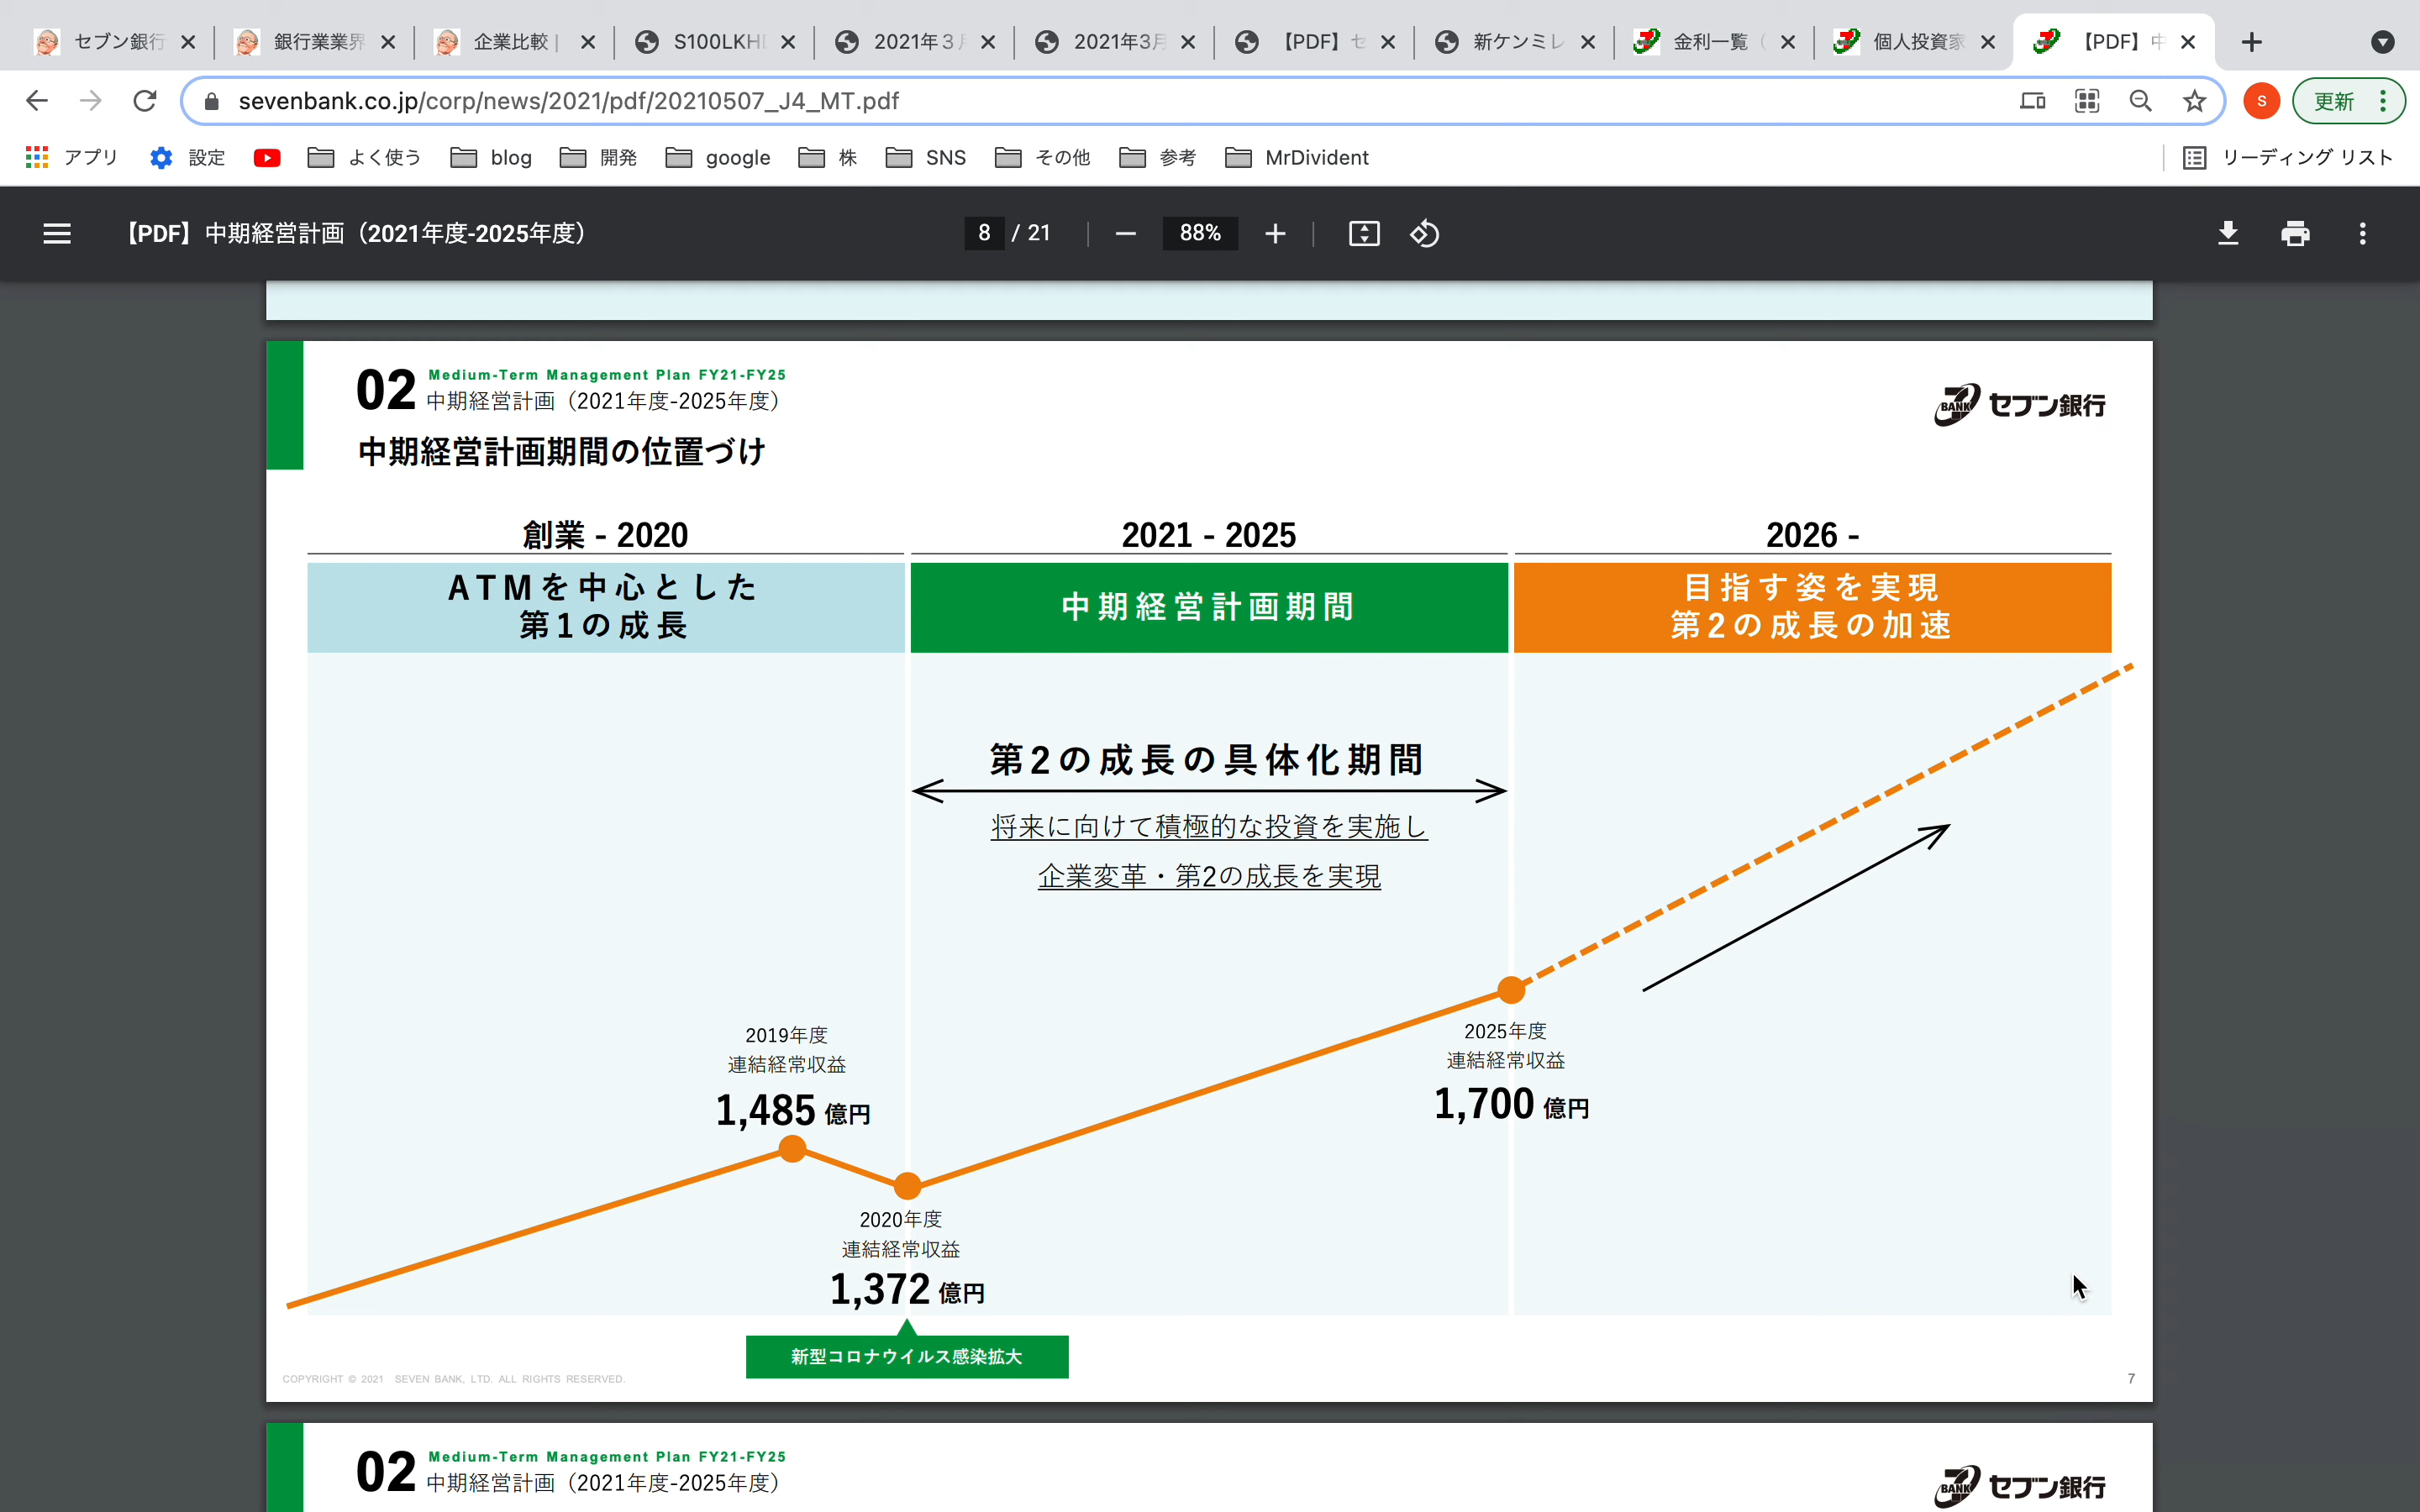 セブン銀行
銀行業業界
企業比較 |
S100LKH
2021年３月
2021年3月
【PDF】セ
新ケンミレ
金利一覧（
個人投資家
【PDF】中
sevenbank.co.jp/corp/news/2021/pdf/20210507_J4_MT.pdf
S
更新
アプリ
設定
よく使う
blog
開発
google
株
SNS
その他
参考
MrDivident
リーディング リスト
【PDF】中期経営計画（2021年度-2025年度）
8 / 21
88%
02
Medium-Term Management Plan FY21-FY25
中期経営計画（2021年度-2025年度）
中期経営計画期間の位置づけ
BANK セブン銀行
創業 - 2020
2021 - 2025
2026 -
ATMを中心とした
第1の成長
中期経営計画期間
目指す姿を実現
第2の成長の加速
第2の成長の具体化期間
将来に向けて積極的な投資を実施し
企業変革・第2の成長を実現
2019年度
連結経常収益
1,485 億円
2025年度
連結経常収益
1,700 億円
2020年度
連結経常収益
1,372 億円
新型コロナウイルス感染拡大
COPYRIGHT © 2021 SEVEN BANK, LTD. ALL RIGHTS RESERVED.
7
02
Medium-Term Management Plan FY21-FY25
中期経営計画（2021年度-2025年度）
BANK セブン銀行